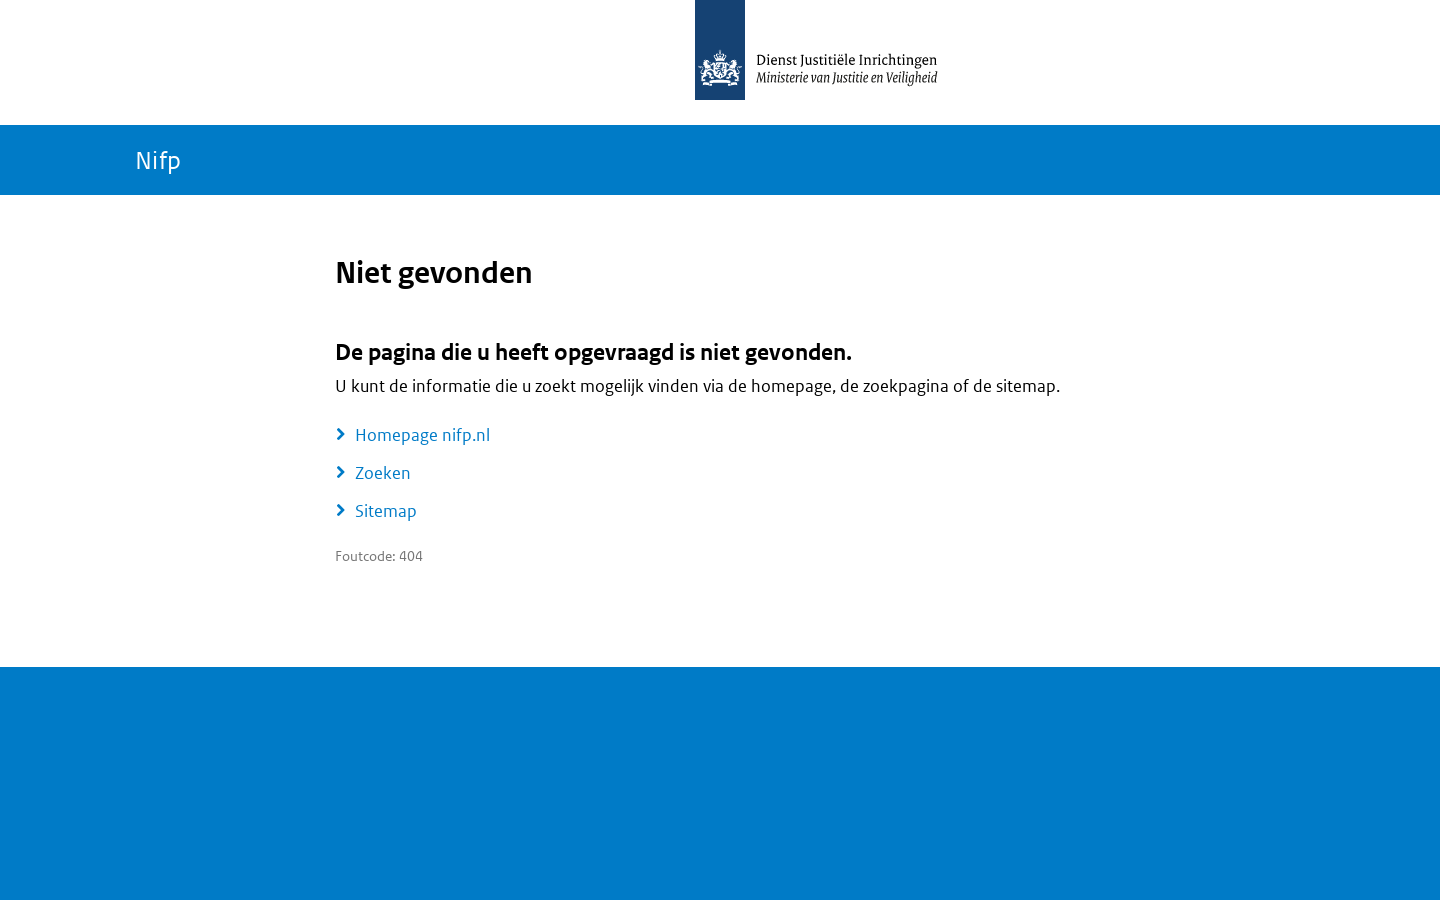 Dienst Justitiële Inrichtingen
Ministerie van Justitie en Veiligheid
Nifp
Niet gevonden
De pagina die u heeft opgevraagd is niet gevonden.
U kunt de informatie die u zoekt mogelijk vinden via de homepage, de zoekpagina of de sitemap.
Homepage nifp.nl
Zoeken
Sitemap
Foutcode: 404